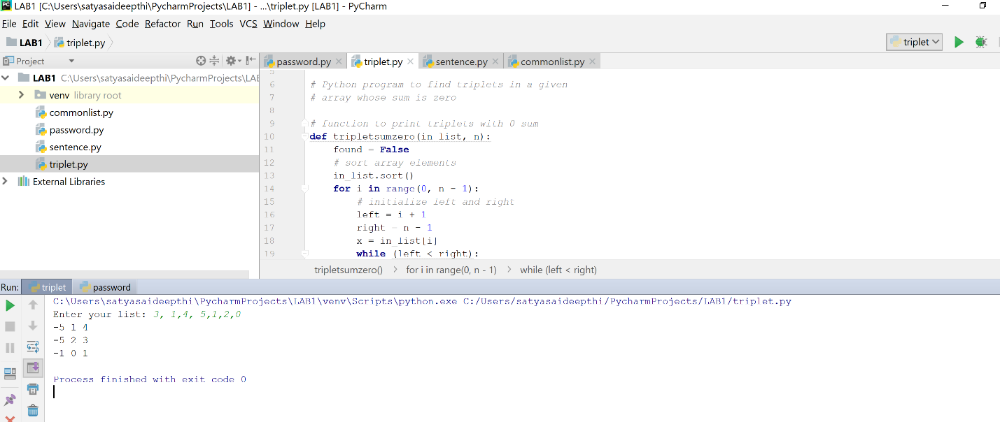 LAB1 [C:\Users\satyasaideepthi\PycharmProjects\LAB1] - ...\triplet.py [LAB1] - PyCharm
File Edit View Navigate Code Refactor Run Tools VCS Window Help
LAB1 triplet.py
triplet
Project
password.py triplet.py sentence.py commonlist.py
LAB1 C:\Users\satyasaideepthi\PycharmProjects\LAB
venv library root
commonlist.py
password.py
sentence.py
triplet.py
External Libraries
5
6 # Python program to find triplets in a given
7 # array whose sum is zero
8
9 # function to print triplets with 0 sum
10 def tripletsumzero(in_list, n):
11 found = False
12 # sort array elements
13 in_list.sort()
14 for i in range(0, n - 1):
15 # initialize left and right
16 left = i + 1
17 right = n - 1
18 x = in_list[i]
19 while (left < right):
tripletsumzero() > for i in range(0, n - 1) > while (left < right)
Run: triplet password
C:\Users\satyasaideepthi\PycharmProjects\LAB1\venv\Scripts\python.exe C:/Users/satyasaideepthi/PycharmProjects/LAB1/triplet.py
Enter your list: 3, 1,4, 5,1,2,0
-5 1 4
-5 2 3
-1 0 1
Process finished with exit code 0